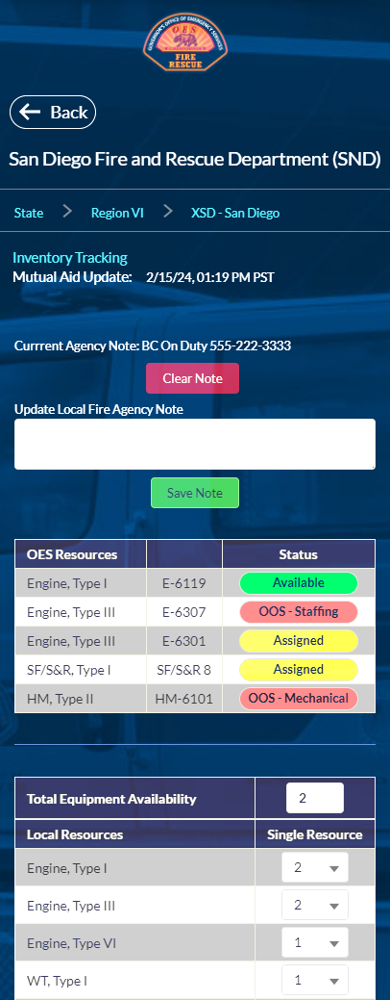 GOVERNOR'S OFFICE OF EMERGENCY SERVICES
OES
FIRE
RESCUE
Back
San Diego Fire and Rescue Department (SND)
State > Region VI > XSD - San Diego
Inventory Tracking
Mutual Aid Update: 2/15/24, 01:19 PM PST
Currrent Agency Note: BC On Duty 555-222-3333
Clear Note
Update Local Fire Agency Note
Save Note
OES Resources Status
Engine, Type I E-6119 Available
Engine, Type III E-6307 OOS - Staffing
Engine, Type III E-6301 Assigned
SF/S&R, Type I SF/S&R 8 Assigned
HM, Type II HM-6101 OOS - Mechanical
Total Equipment Availability 2
Local Resources Single Resource
Engine, Type I 2
Engine, Type III 2
Engine, Type VI 1
WT, Type I 1